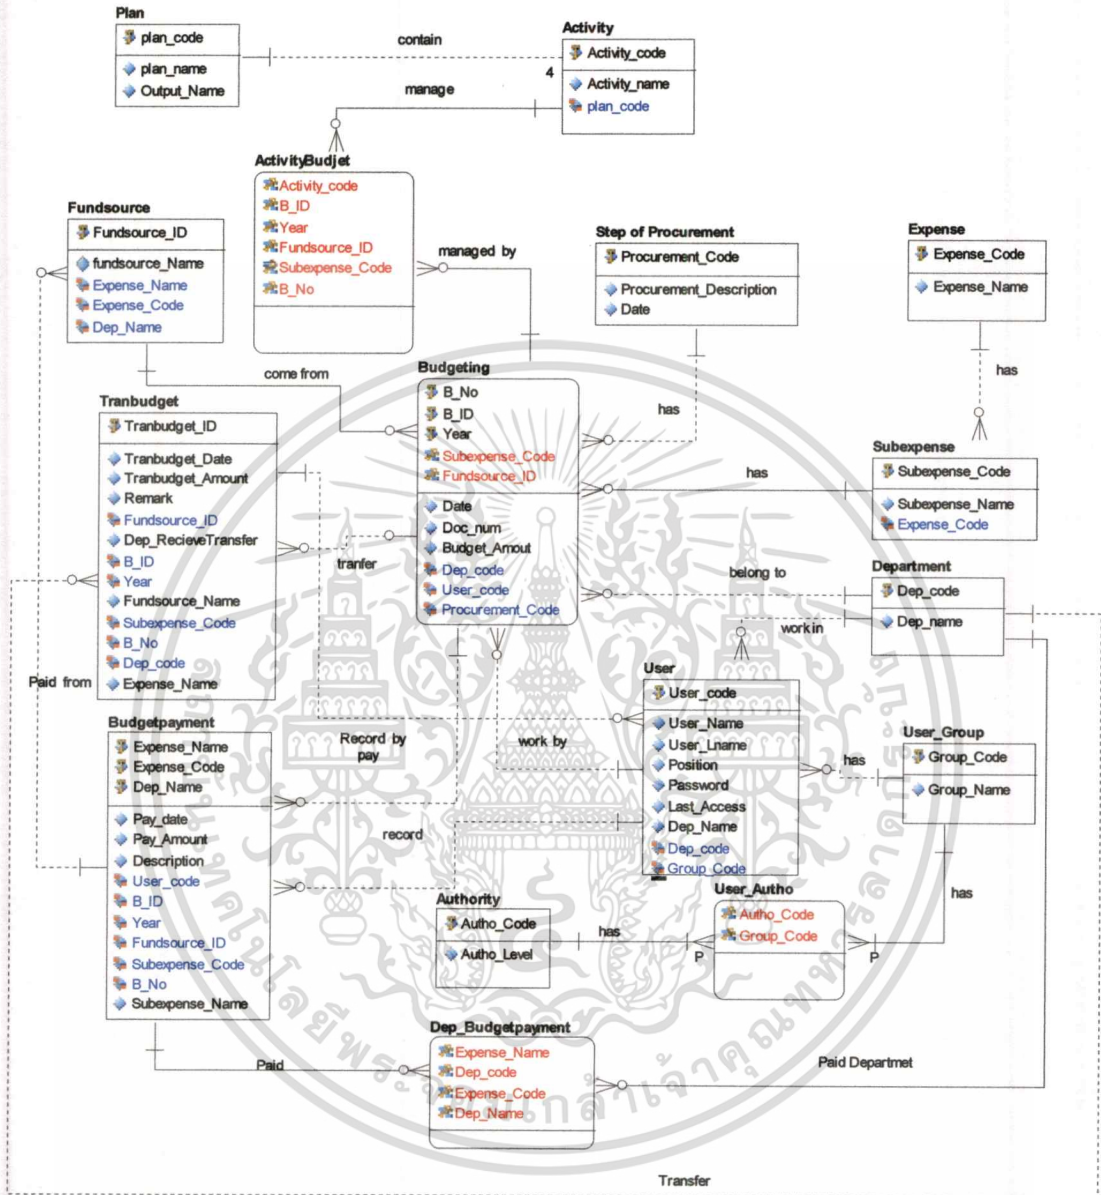 Plan
plan_code
plan_name
Output_Name
contain
Activity
Activity_code
Activity_name
plan_code
4
manage
ActivityBudjet
Activity_code
B_ID
Year
Fundsource_ID
Subexpense_Code
B_No
managed by
Fundsource
Fundsource_ID
fundsource_Name
Expense_Name
Expense_Code
Dep_Name
come from
Step of Procurement
Procurement_Code
Procurement_Description
Date
has
Expense
Expense_Code
Expense_Name
has
Budgeting
B_No
B_ID
Year
Subexpense_Code
Fundsource_ID
Date
Doc_num
Budget_Amout
Dep_code
User_code
Procurement_Code
has
Subexpense
Subexpense_Code
Subexpense_Name
Expense_Code
Tranbudget
Tranbudget_ID
Tranbudget_Date
Tranbudget_Amount
Remark
Fundsource_ID
Dep_RecieveTransfer
B_ID
Year
Fundsource_Name
Subexpense_Code
B_No
Dep_code
Expense_Name
tranfer
belong to
Department
Dep_code
Dep_name
work in
Paid from
User
User_code
User_Name
User_Lname
Position
Password
Last_Access
Dep_Name
Dep_code
Group_Code
has
User_Group
Group_Code
Group_Name
has
Budgetpayment
Expense_Name
Expense_Code
Dep_Name
Pay_date
Pay_Amount
Description
User_code
B_ID
Year
Fundsource_ID
Subexpense_Code
B_No
Subexpense_Name
Record by
pay
work by
record
Authority
Autho_Code
Autho_Level
has
P
User_Autho
Autho_Code
Group_Code
P
Dep_Budgetpayment
Expense_Name
Dep_code
Expense_Code
Dep_Name
Paid
Paid Departmet
Transfer